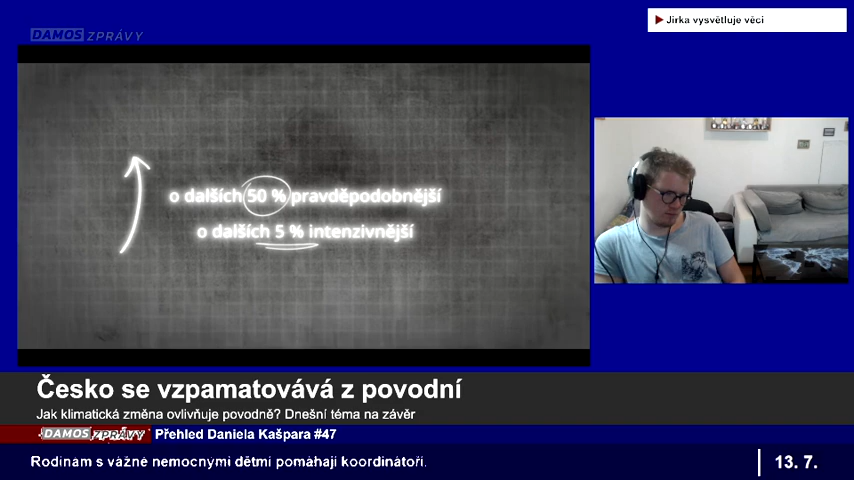 DAMOS ZPRÁVY
Jirka vysvětluje věci
o dalších 50 % pravděpodobnější
o dalších 5 % intenzivnější
Česko se vzpamatovává z povodní
Jak klimatická změna ovlivňuje povodně? Dnešní téma na závěr
DAMOS ZPRÁVY Přehled Daniela Kašpara #47
Rodinám s vážně nemocnými dětmi pomáhají koordinátoři.
13. 7.